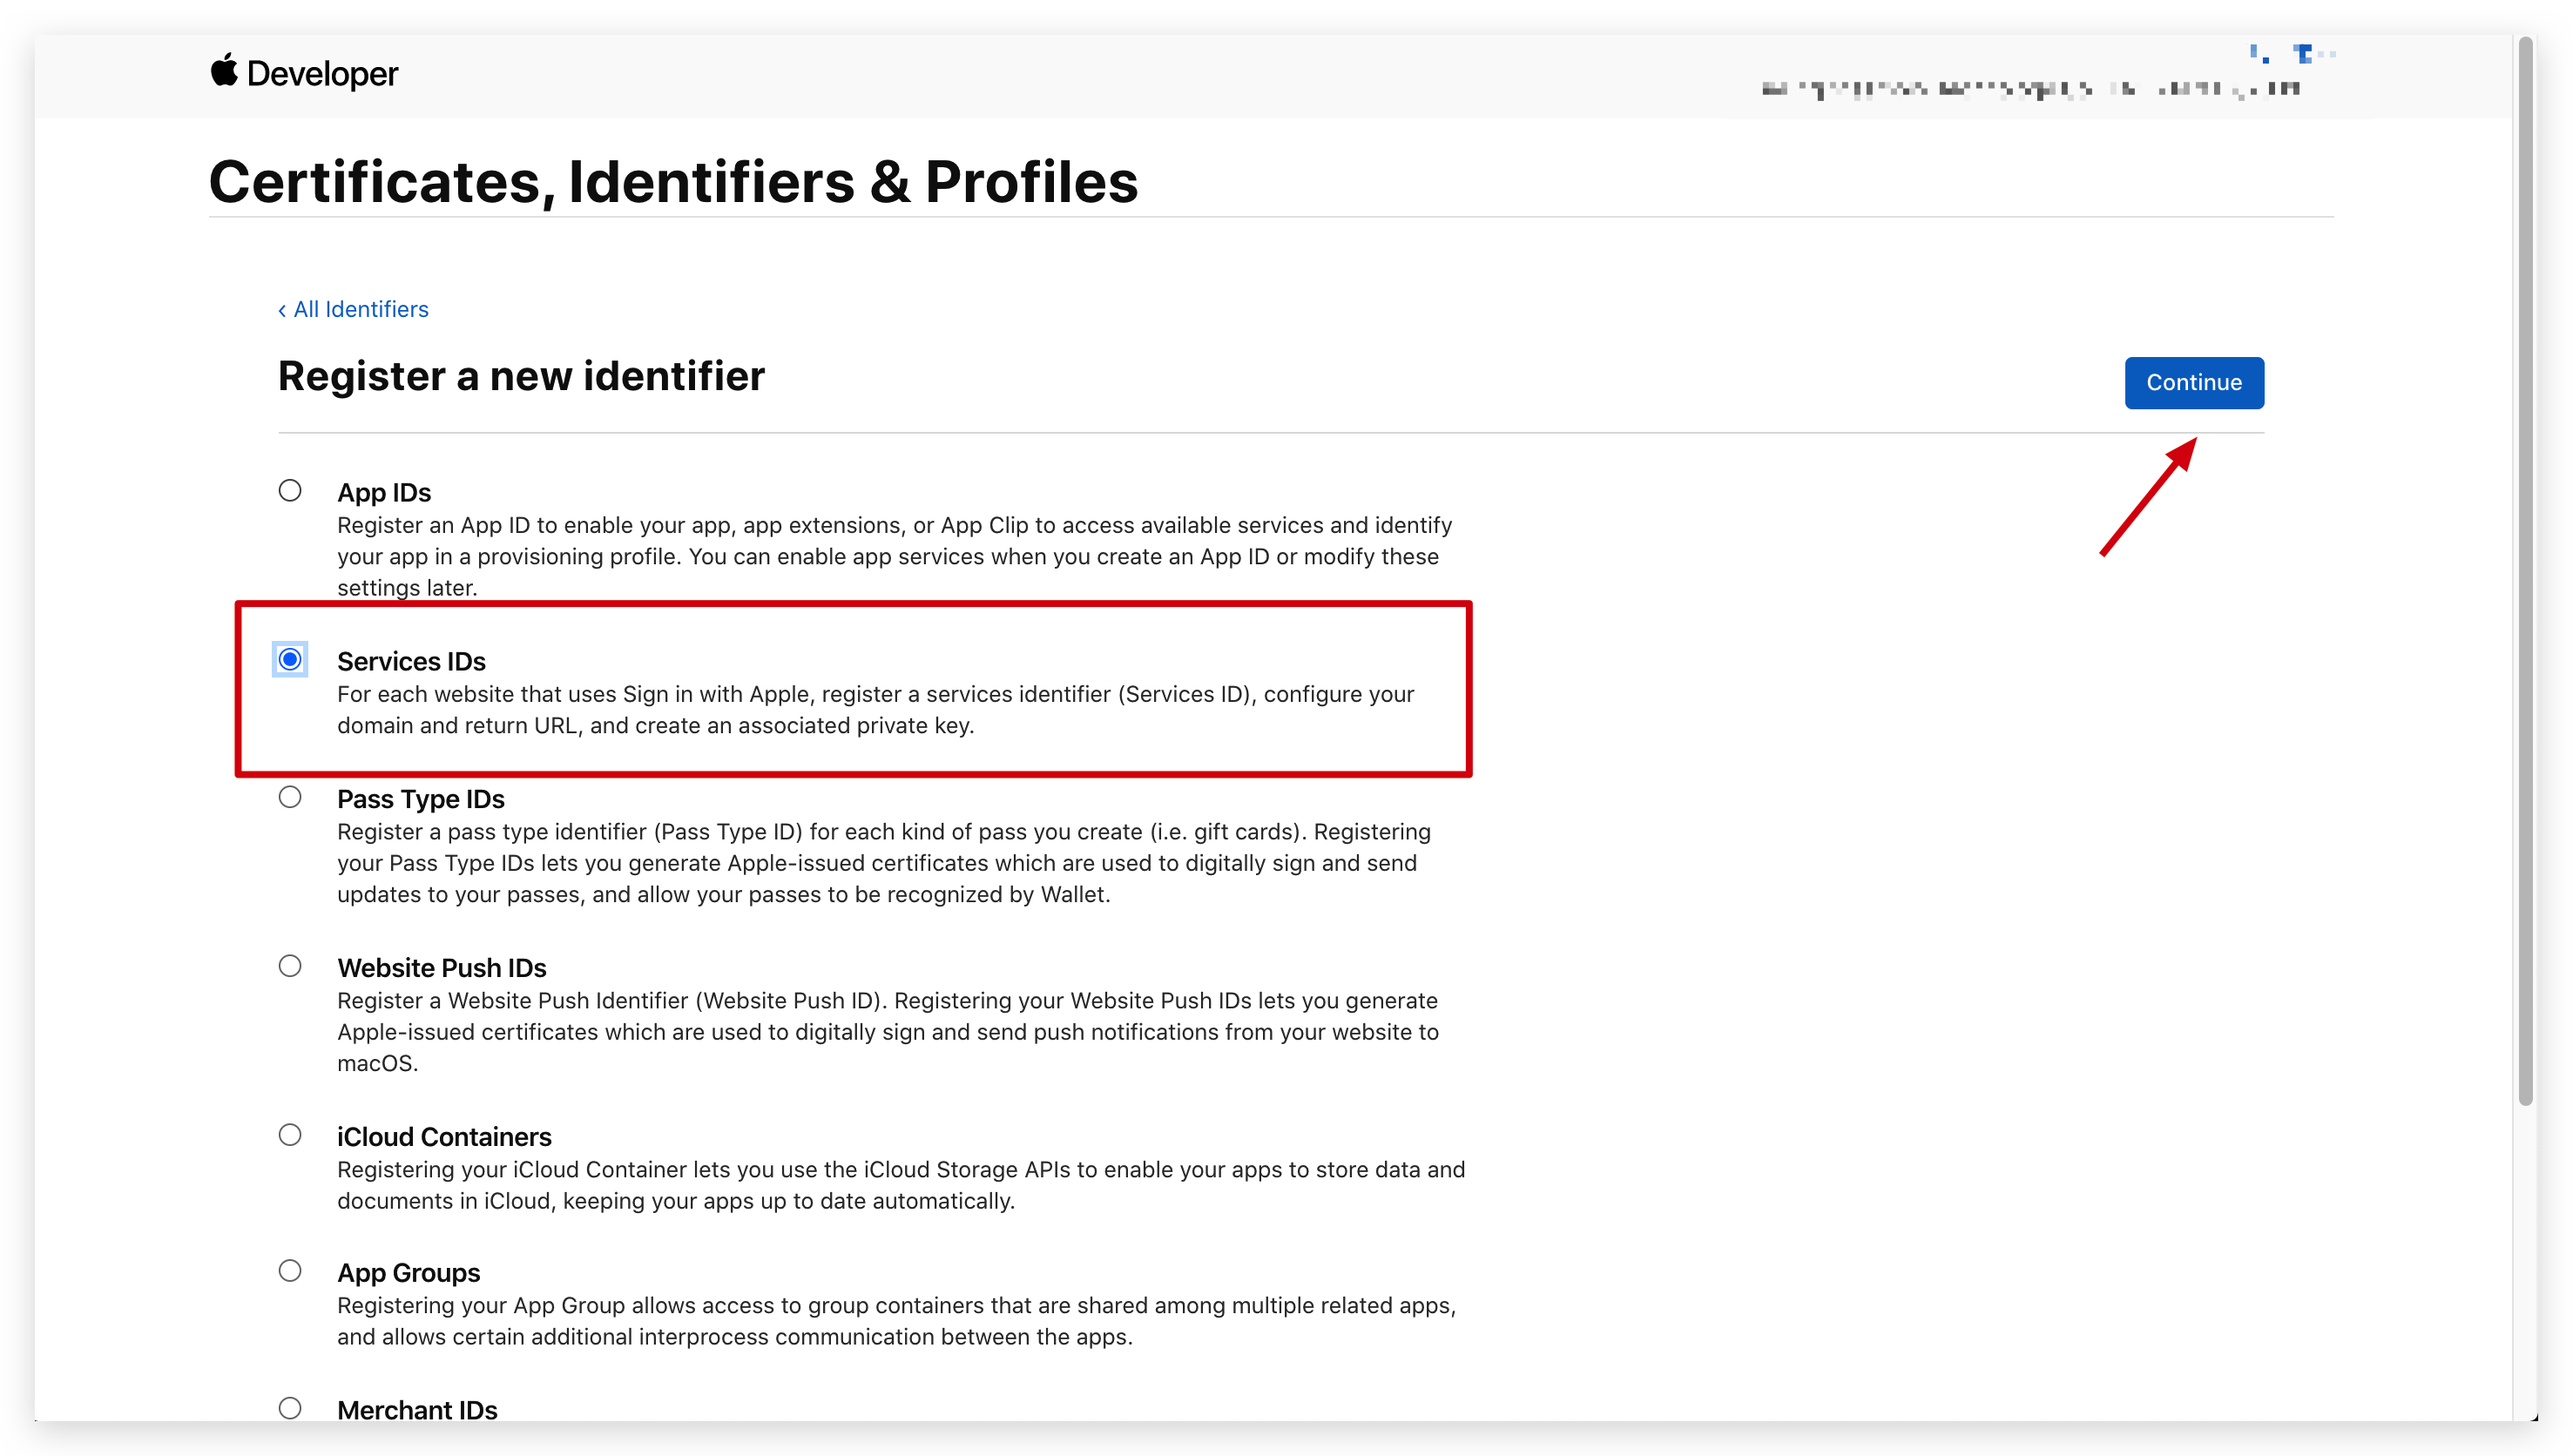 Developer
Certificates, Identifiers & Profiles
‹ All Identifiers
Register a new identifier
Continue
App IDs
Register an App ID to enable your app, app extensions, or App Clip to access available services and identify
your app in a provisioning profile. You can enable app services when you create an App ID or modify these
settings later.
Services IDs
For each website that uses Sign in with Apple, register a services identifier (Services ID), configure your
domain and return URL, and create an associated private key.
Pass Type IDs
Register a pass type identifier (Pass Type ID) for each kind of pass you create (i.e. gift cards). Registering
your Pass Type IDs lets you generate Apple-issued certificates which are used to digitally sign and send
updates to your passes, and allow your passes to be recognized by Wallet.
Website Push IDs
Register a Website Push Identifier (Website Push ID). Registering your Website Push IDs lets you generate
Apple-issued certificates which are used to digitally sign and send push notifications from your website to
macOS.
iCloud Containers
Registering your iCloud Container lets you use the iCloud Storage APIs to enable your apps to store data and
documents in iCloud, keeping your apps up to date automatically.
App Groups
Registering your App Group allows access to group containers that are shared among multiple related apps,
and allows certain additional interprocess communication between the apps.
Merchant IDs